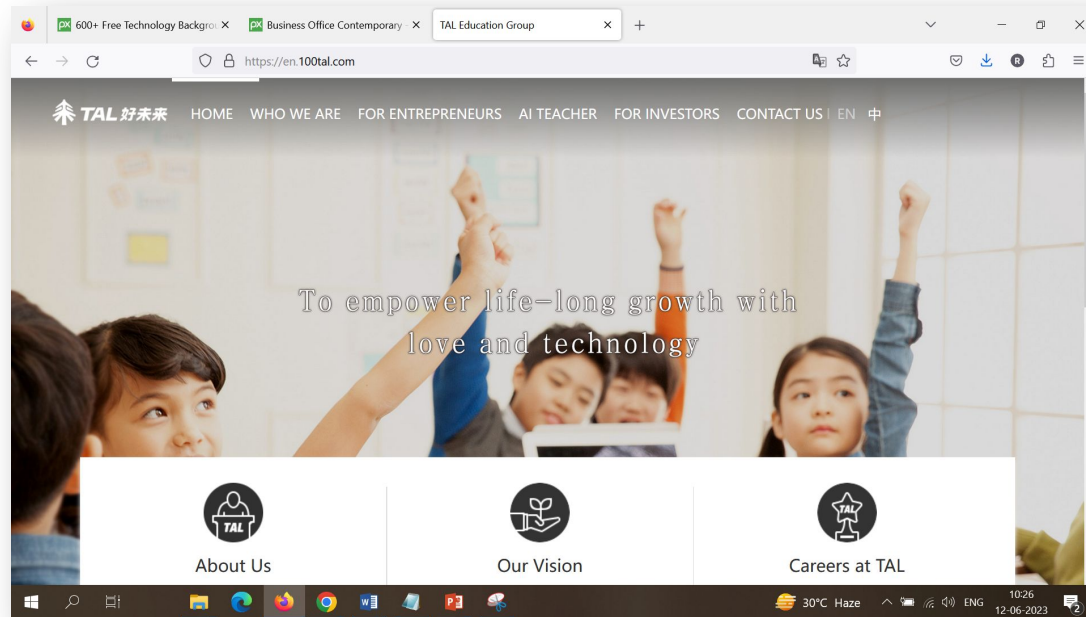 600+ Free Technology Backgrou
Business Office Contemporary
TAL Education Group
https://en.100tal.com
R
TAL 好未来 HOME WHO WE ARE FOR ENTREPRENEURS AI TEACHER FOR INVESTORS CONTACT US | EN 中
To empower life-long growth with
love and technology
TAL
TAL
About Us
Our Vision
Careers at TAL
30°C Haze
ENG
10:26
12-06-2023
2